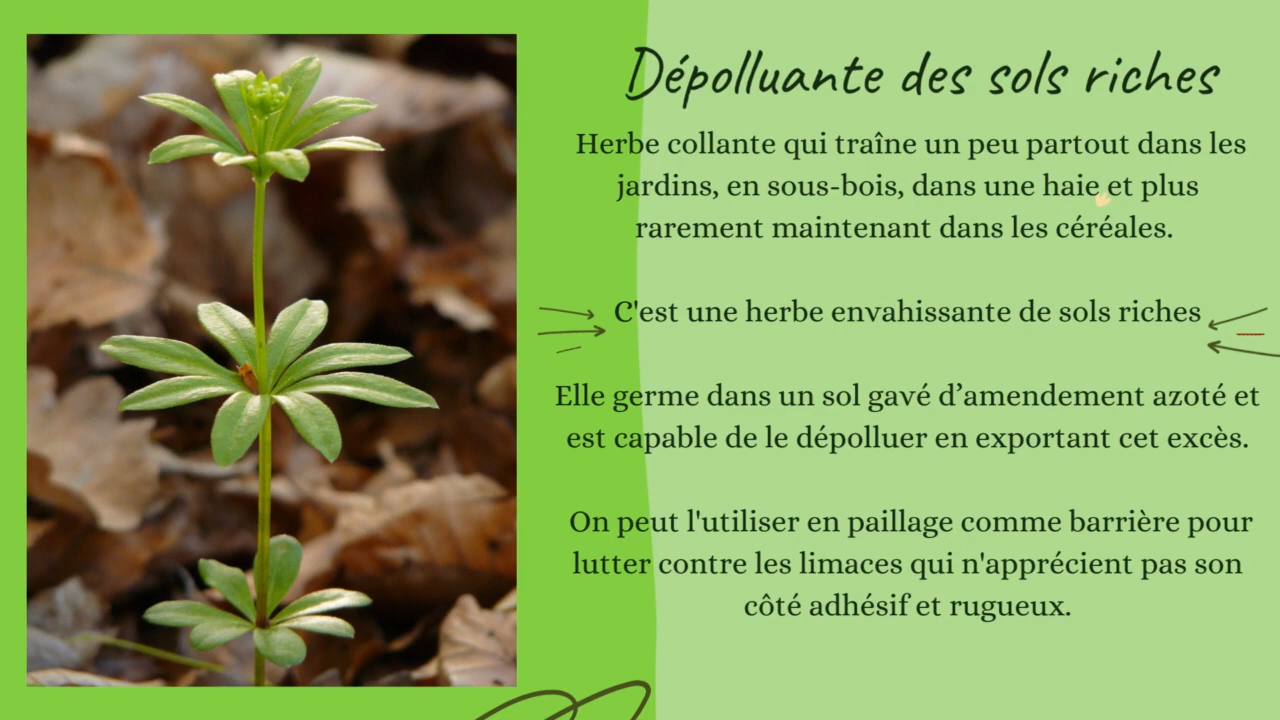 Dépolluante des sols riches
Herbe collante qui traîne un peu partout dans les
jardins, en sous-bois, dans une haie et plus
rarement maintenant dans les céréales.
C'est une herbe envahissante de sols riches
Elle germe dans un sol gavé d’amendement azoté et
est capable de le dépolluer en exportant cet excès.
On peut l'utiliser en paillage comme barrière pour
lutter contre les limaces qui n'apprécient pas son
côté adhésif et rugueux.